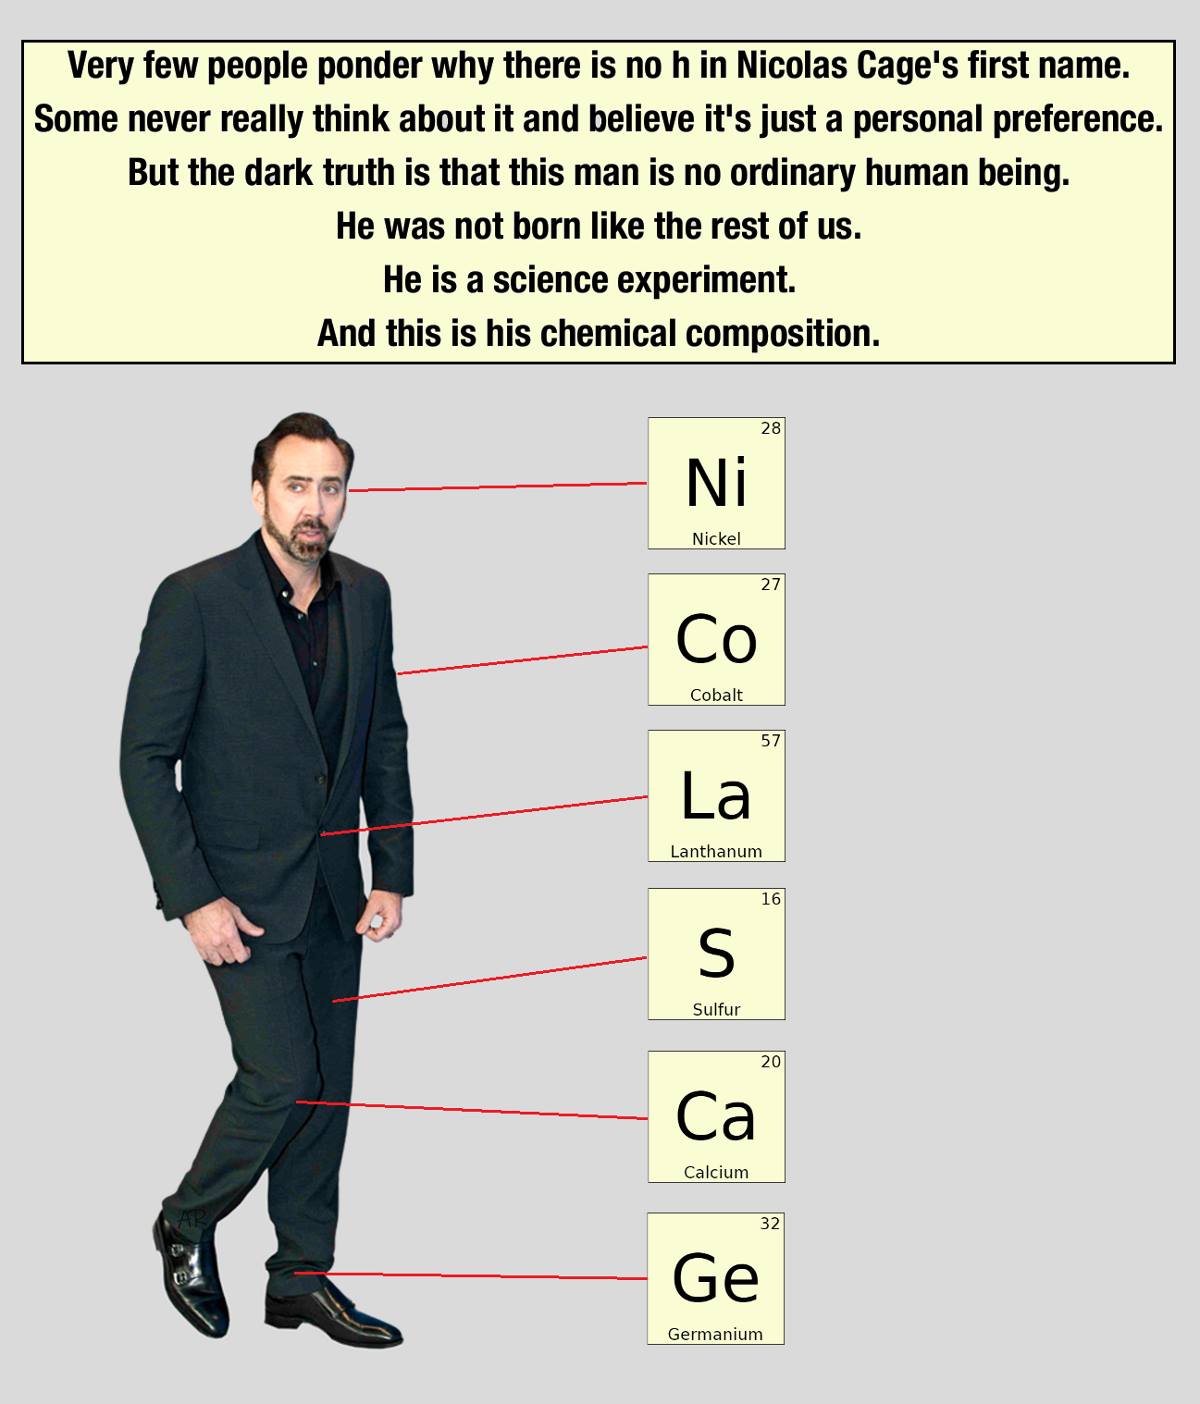 Very few people ponder why there is no h in Nicolas Cage's first name.
Some never really think about it and believe it's just a personal preference.
But the dark truth is that this man is no ordinary human being.
He was not born like the rest of us.
He is a science experiment.
And this is his chemical composition.
28
Ni
Nickel
27
Co
Cobalt
57
La
Lanthanum
16
S
Sulfur
20
Ca
Calcium
AR
32
Ge
Germanium